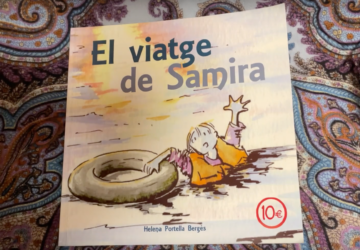 El viatge
de Samira
Helena Portella Bergés
10€